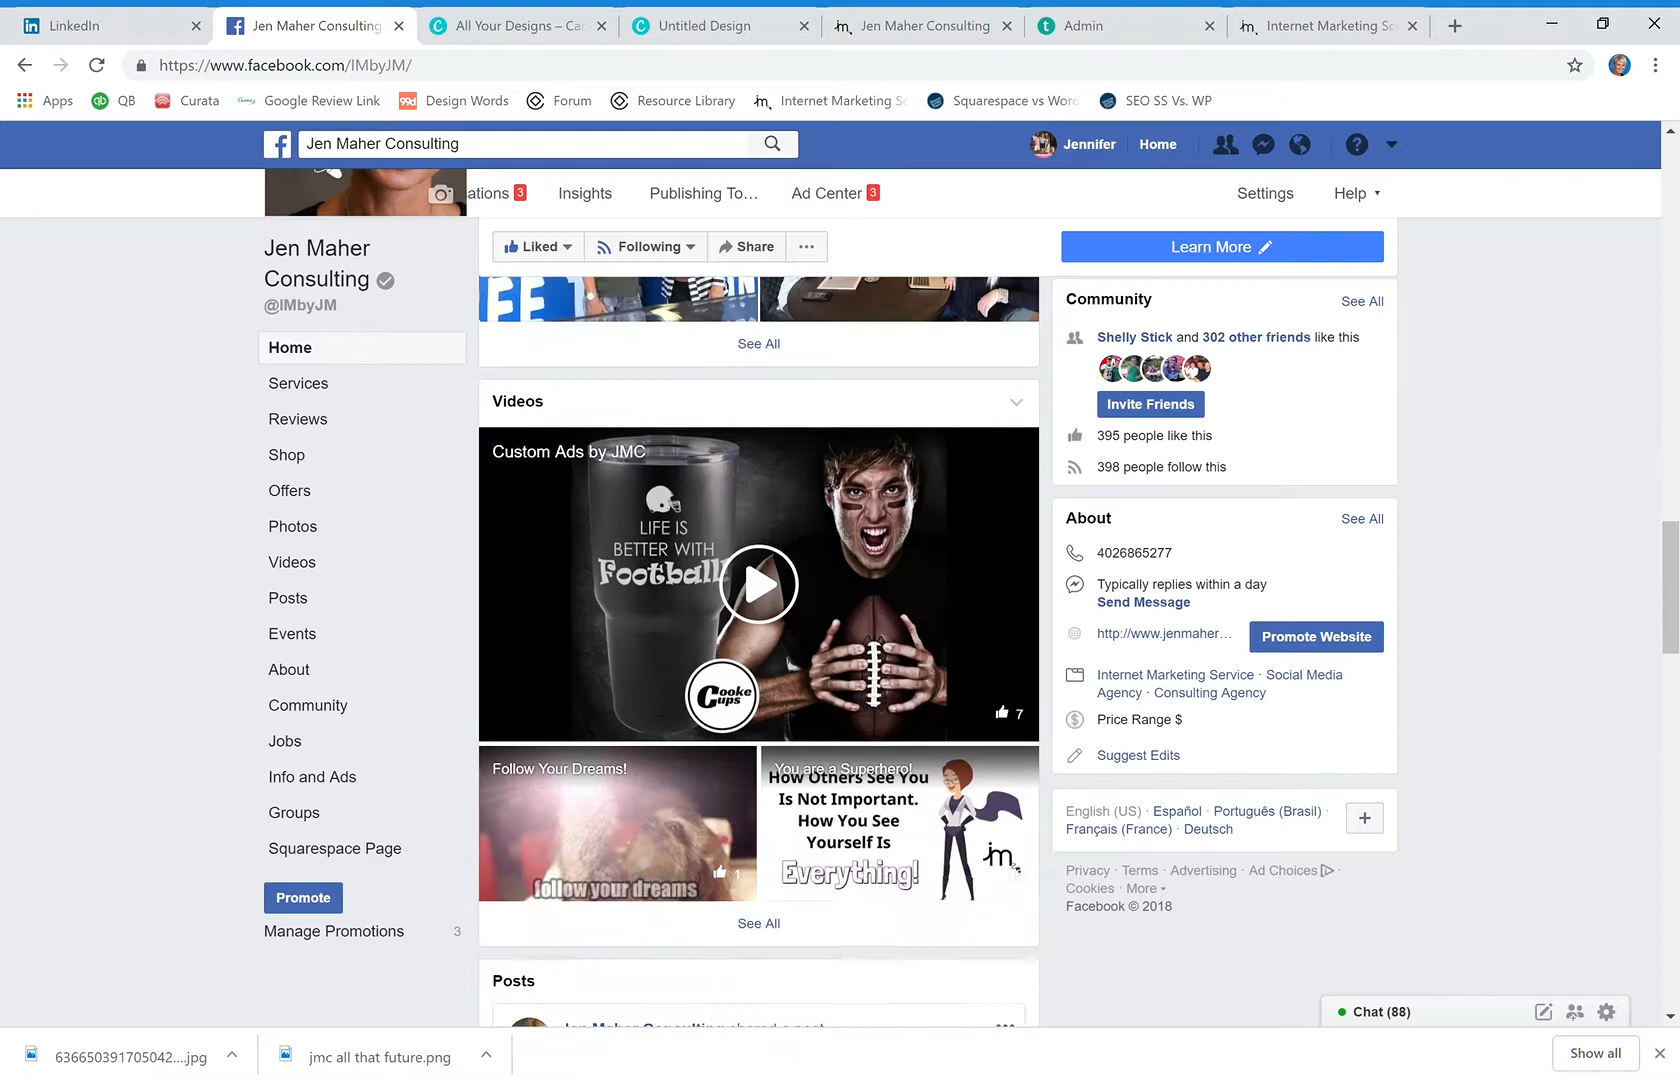 LinkedIn
Jen Maher Consulting
All Your Designs – Car
Untitled Design
Jen Maher Consulting
Admin
Internet Marketing Sc
https://www.facebook.com/IMbyJM/
Apps
QB
Curata
Google Review Link
99d
Design Words
Forum
Resource Library
Internet Marketing Sc
Squarespace vs Word
SEO SS Vs. WP
Jen Maher Consulting
Jennifer
Home
ations 3
Insights
Publishing To...
Ad Center 3
Settings
Help
Jen Maher
Consulting
@IMbyJM
Home
Services
Reviews
Shop
Offers
Photos
Videos
Posts
Events
About
Community
Jobs
Info and Ads
Groups
Squarespace Page
Promote
Manage Promotions 3
Liked
Following
Share
Learn More
See All
Videos
Custom Ads by JMC
LIFE IS
BETTER WITH
Football
Cooke
Cups
7
Follow Your Dreams!
follow your dreams
1
You are a Superhero!
How Others See You
Is Not Important.
How You See
Yourself Is
Everything!
jm
See All
Posts
Jen Maher Consulting shared a post
Community
See All
Shelly Stick and 302 other friends like this
Invite Friends
395 people like this
398 people follow this
About
See All
4026865277
Typically replies within a day
Send Message
http://www.jenmaher...
Promote Website
Internet Marketing Service · Social Media
Agency · Consulting Agency
Price Range $
Suggest Edits
English (US) · Español · Português (Brasil) ·
Français (France) · Deutsch
Privacy · Terms · Advertising · Ad Choices ·
Cookies · More
Facebook © 2018
Chat (88)
636650391705042....jpg
jmc all that future.png
Show all